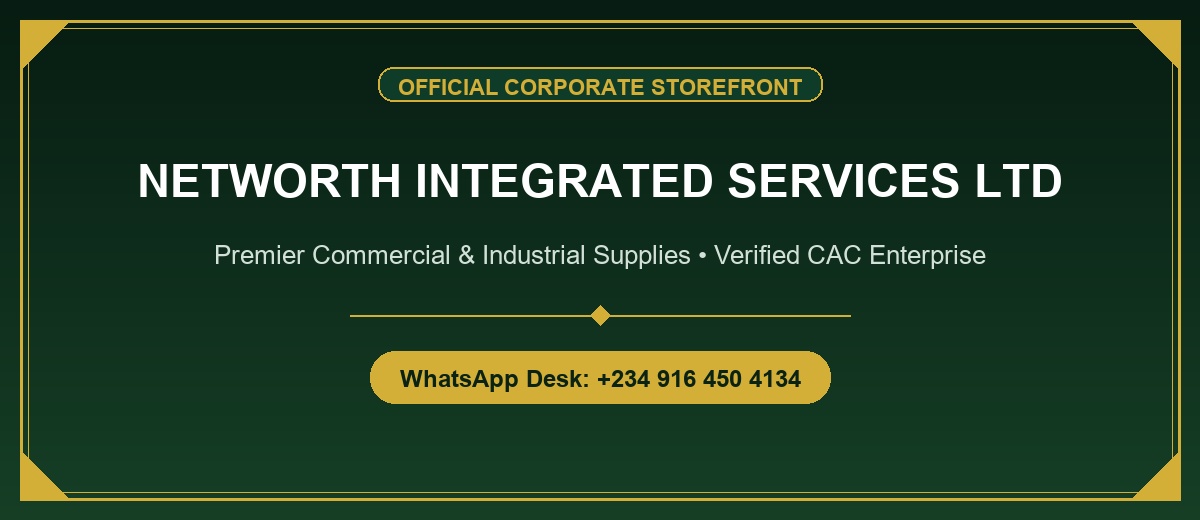 OFFICIAL CORPORATE STOREFRONT
NETWORTH INTEGRATED SERVICES LTD
Premier Commercial & Industrial Supplies • Verified CAC Enterprise
WhatsApp Desk: +234 916 450 4134